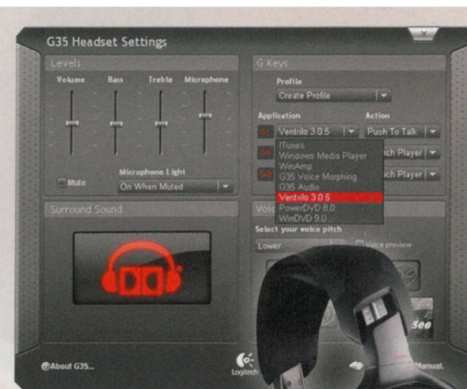 G35 Headset Settings
Levels
Volume Bass Treble Microphone
Mute
Microphone Light
On When Muted
Surround Sound
G Keys
Profile
Create Profile
Application Action
G1 Ventrilo 3.0.5 Push To Talk
iTunes
Windows Media Player
WinAmp
G35 Voice Morphing
G35 Audio
Ventrilo 3.0.5
PowerDVD 8.0
WinDVD 9.0
Player
Player
Select your voice pitch
Lower Voice preview
About G35...
Logitech
Manual.